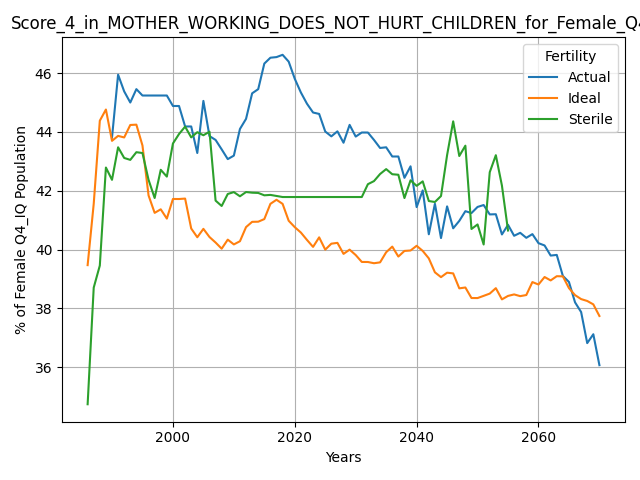 Score_4_in_MOTHER_WORKING_DOES_NOT_HURT_CHILDREN_for_Female_Q4
Fertility
Actual
Ideal
Sterile
% of Female Q4_IQ Population
46
44
42
40
38
36
2000
2020
2040
2060
Years